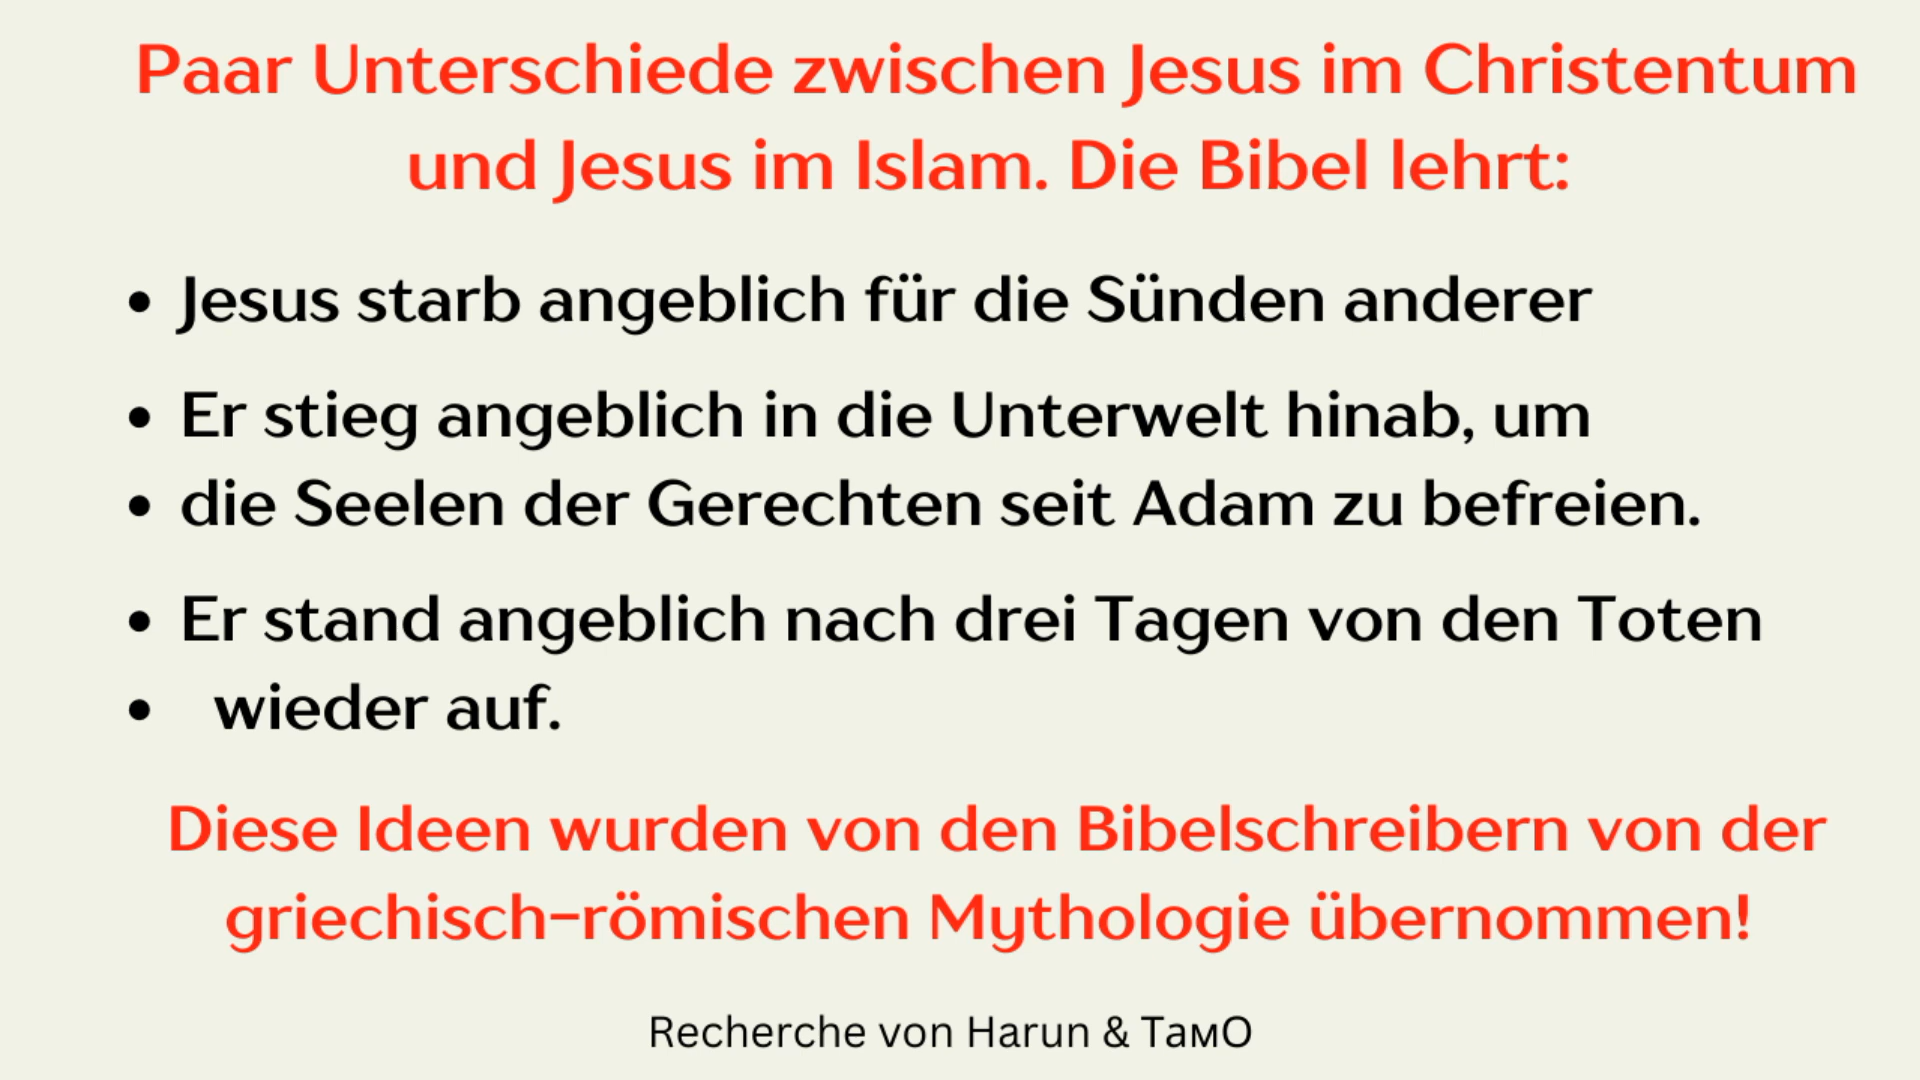 Paar Unterschiede zwischen Jesus im Christentum
und Jesus im Islam. Die Bibel lehrt:
• Jesus starb angeblich für die Sünden anderer
• Er stieg angeblich in die Unterwelt hinab, um
• die Seelen der Gerechten seit Adam zu befreien.
• Er stand angeblich nach drei Tagen von den Toten
• wieder auf.
Diese Ideen wurden von den Bibelschreibern von der
griechisch-römischen Mythologie übernommen!
Recherche von Harun & TaмO